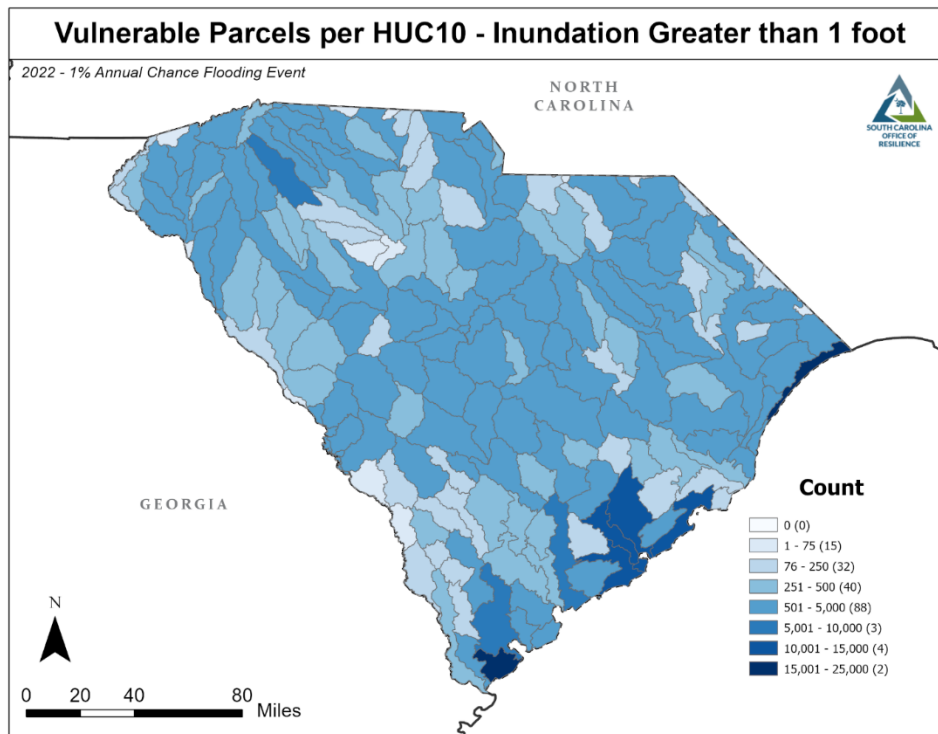 Vulnerable Parcels per HUC10 - Inundation Greater than 1 foot
2022 - 1% Annual Chance Flooding Event
NORTH
CAROLINA
SOUTH CAROLINA
OFFICE OF
RESILIENCE
GEORGIA
Count
0 (0)
1 - 75 (15)
76 - 250 (32)
251 - 500 (40)
501 - 5,000 (88)
5,001 - 10,000 (3)
10,001 - 15,000 (4)
15,001 - 25,000 (2)
N
0 20 40 80
Miles